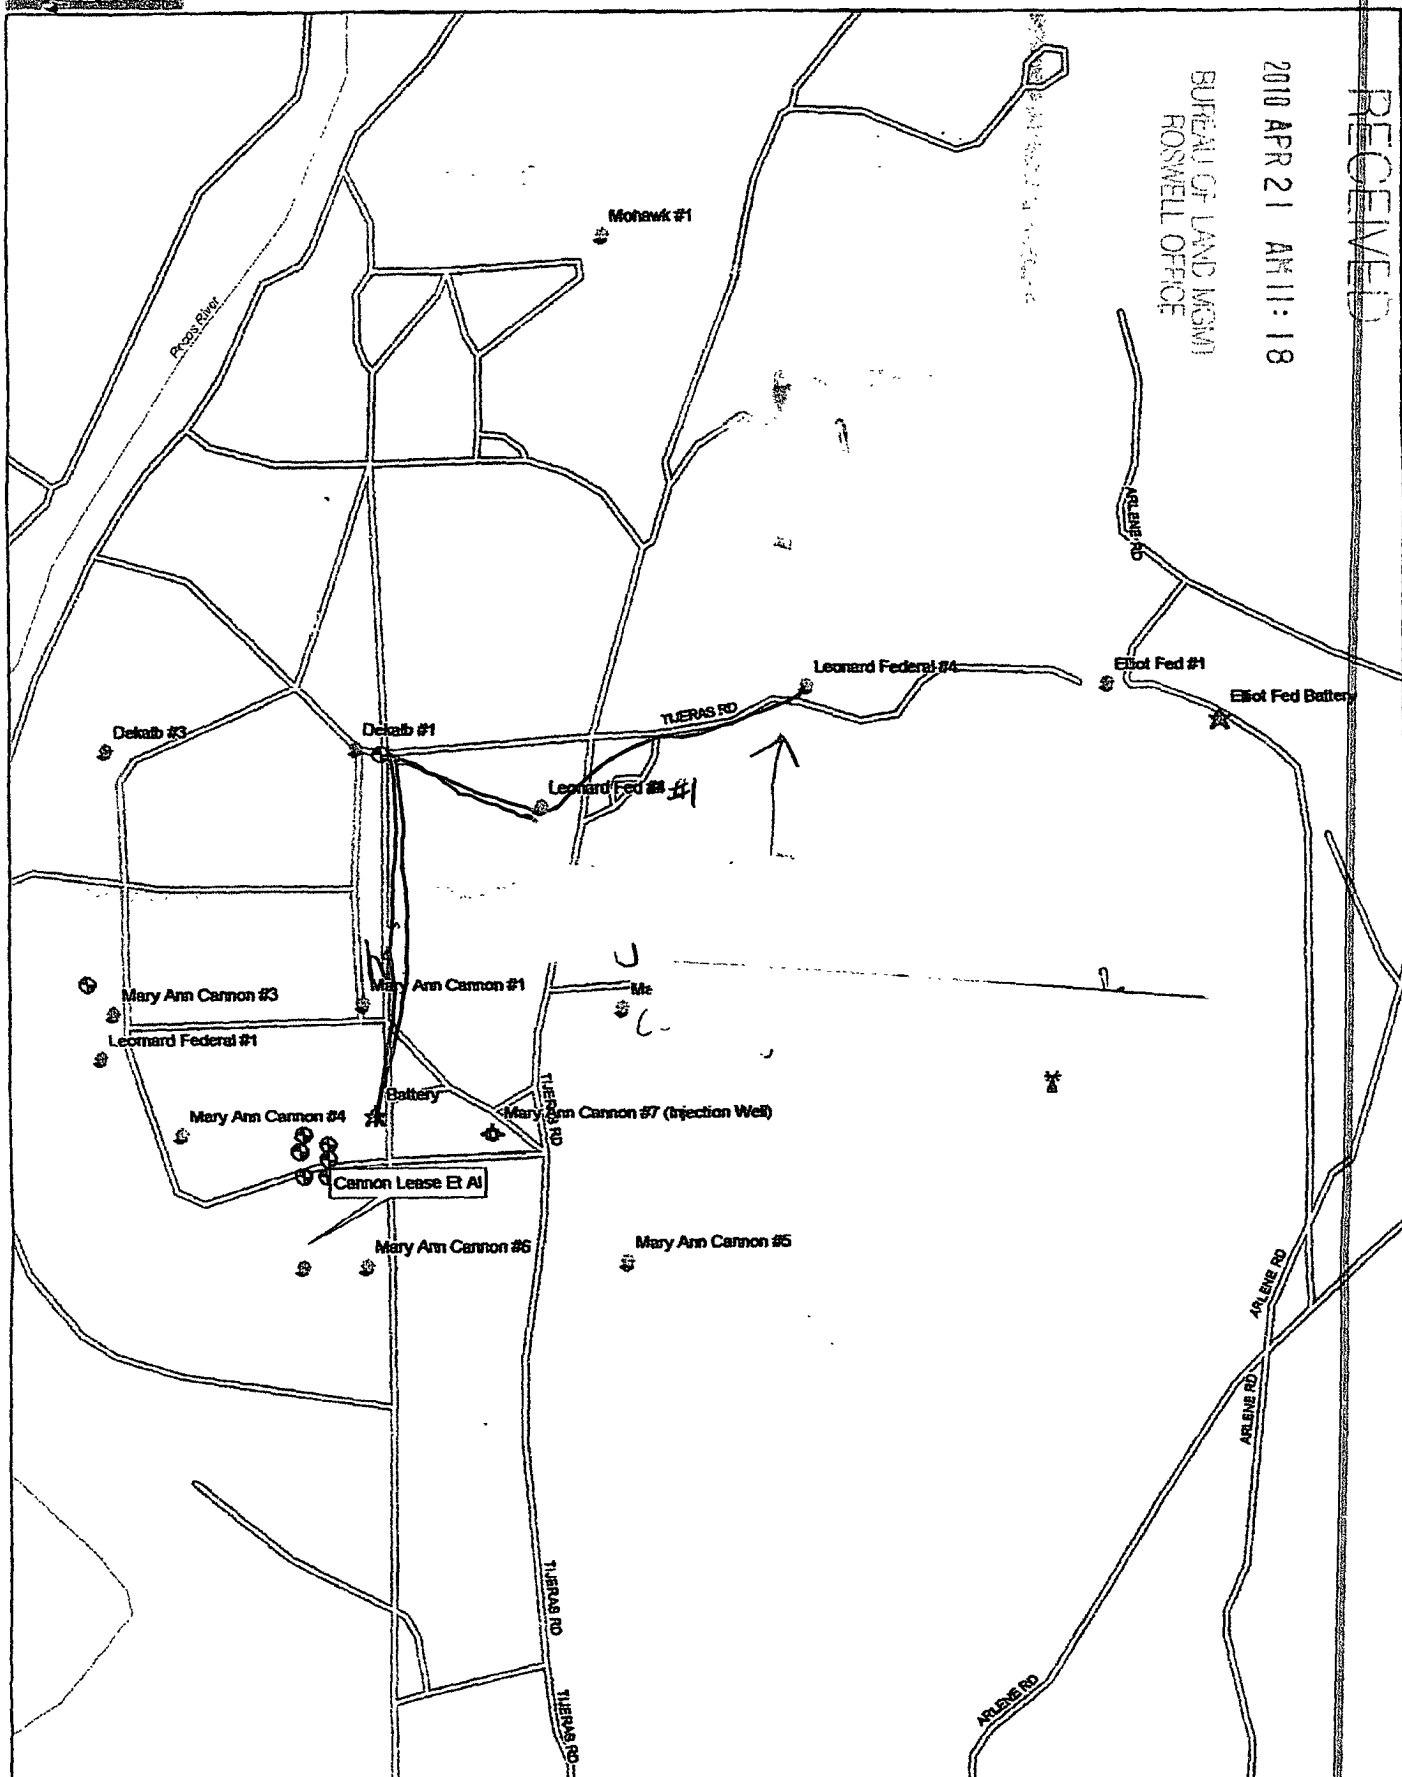 RECEIVED
2010 APR 21 AM 11: 18
BUREAU OF LAND MGMT
ROSWELL OFFICE
Mohawk #1
Pecos River
ARLENE RD
Leonard Federal #4
Elliot Fed #1
Elliot Fed Battery
TIJERAS RD
Dekalb #3
Dekalb #1
Leonard Fed #1
Mary Ann Cannon #3
Mary Ann Cannon #1
Ma
Leornard Federal #1
Battery
TIJERAS RD
Mary Ann Cannon #4
Mary Ann Cannon #7 (Injection Well)
Cannon Lease Et Al
Mary Ann Cannon #6
Mary Ann Cannon #5
ARLENE RD
ARLENE RD
TIJERAS RD
TIJERAS RD
ARLENE RD